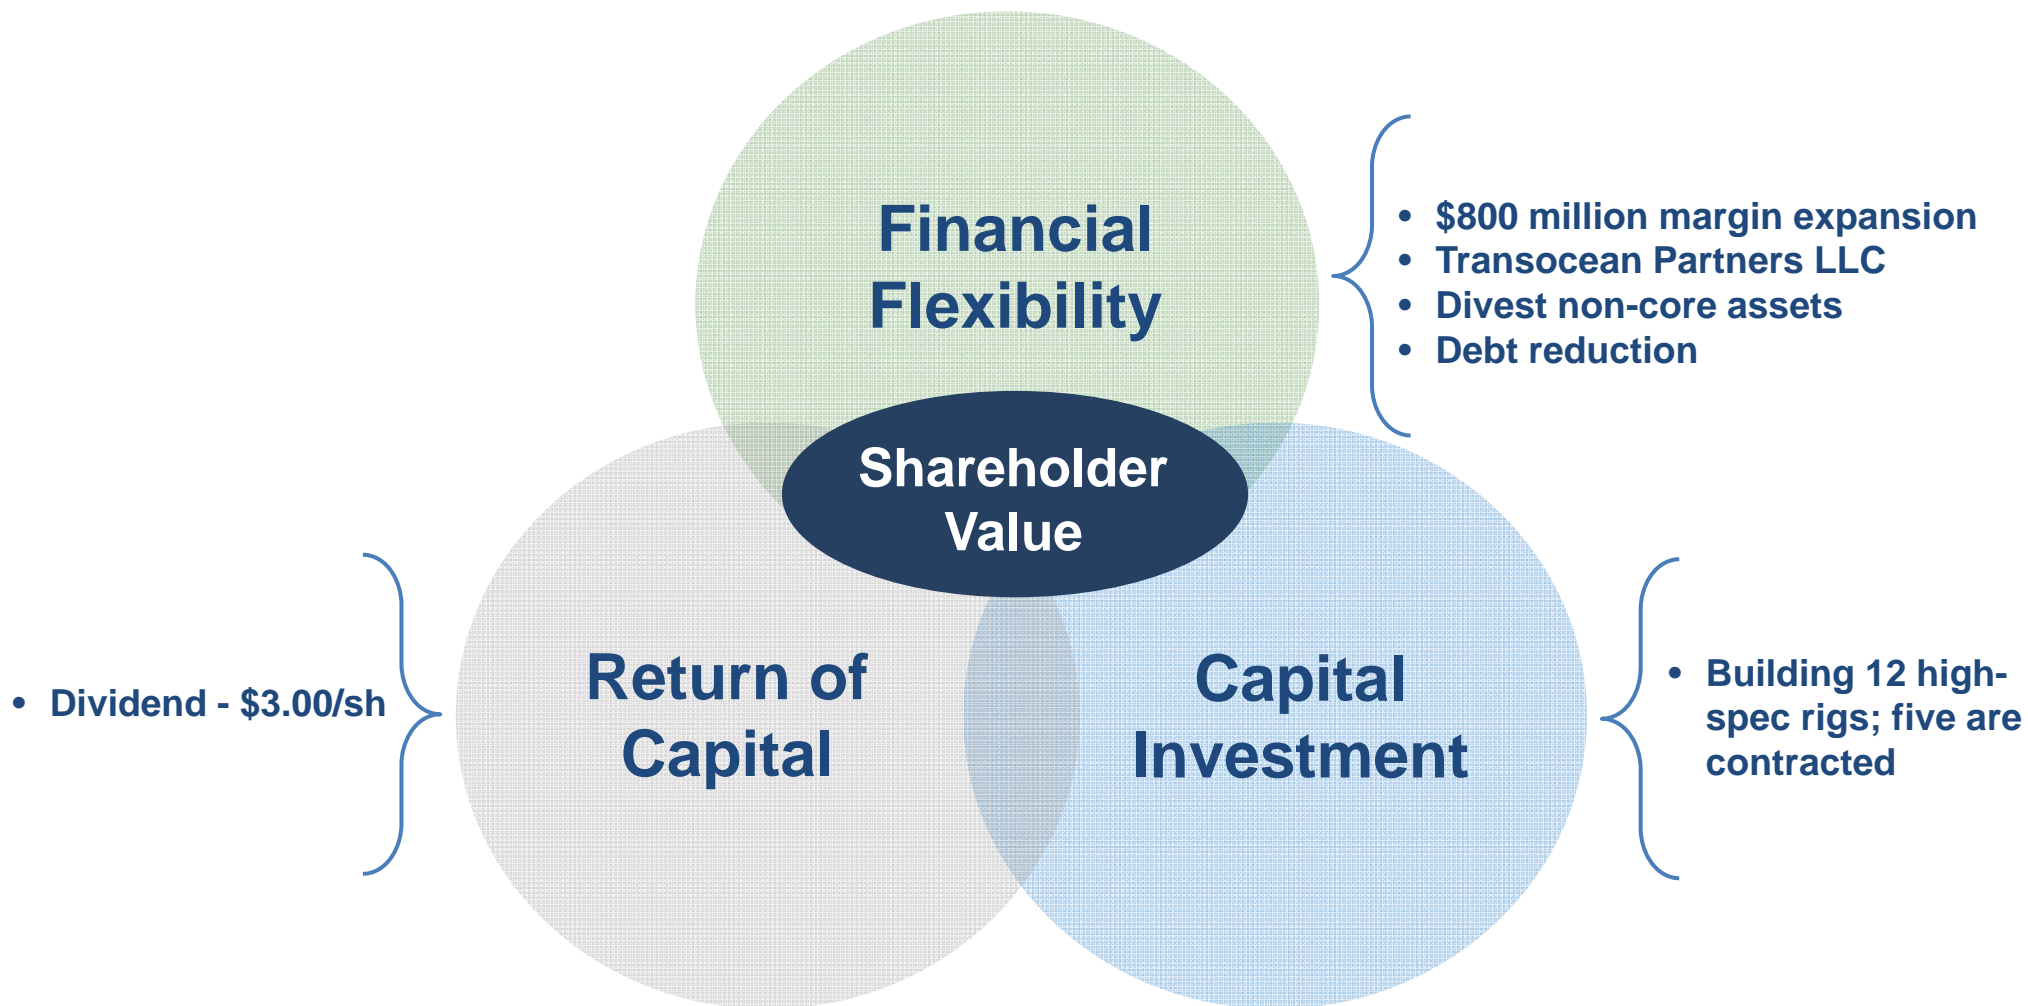 Financial
Flexibility
• $800 million margin expansion
• Transocean Partners LLC
• Divest non-core assets
• Debt reduction
Shareholder
Value
• Dividend - $3.00/sh
Return of
Capital
Capital
Investment
• Building 12 high-
spec rigs; five are
contracted